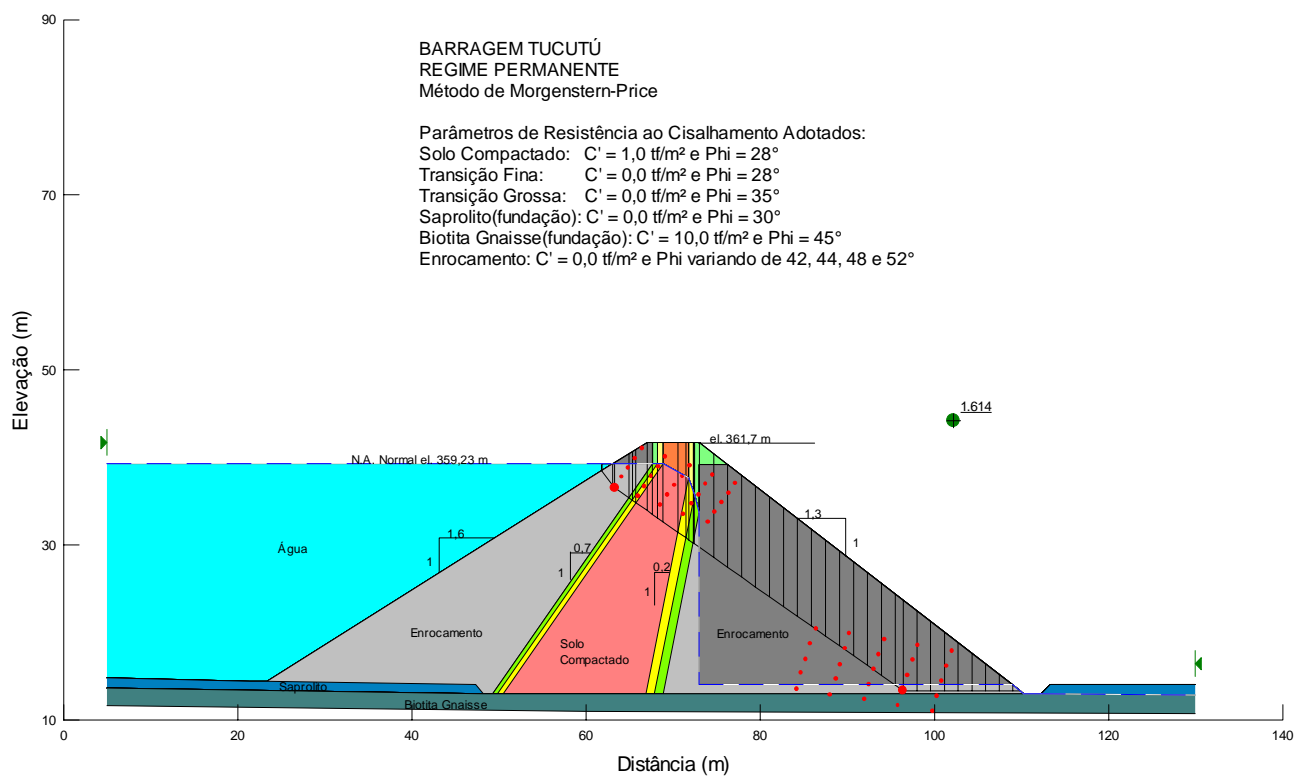 90
BARRAGEM TUCUTÚ
REGIME PERMANENTE
Método de Morgenstern-Price
Parâmetros de Resistência ao Cisalhamento Adotados:
Solo Compactado: C' = 1,0 tf/m² e Phi = 28°
Transição Fina: C' = 0,0 tf/m² e Phi = 28°
Transição Grossa: C' = 0,0 tf/m² e Phi = 35°
Saprolito(fundação): C' = 0,0 tf/m² e Phi = 30°
Biotita Gnaisse(fundação): C' = 10,0 tf/m² e Phi = 45°
Enrocamento: C' = 0,0 tf/m² e Phi variando de 42, 44, 48 e 52°
70
50
30
10
Elevação (m)
1.614
el. 361,7 m
N.A. Normal el. 359,23 m
1,6
1
0,7
1
0,2
1
1,3
1
Água
Enrocamento
Solo
Compactado
Enrocamento
Saprolito
Biotita Gnaisse
0 20 40 60 80 100 120 140
Distância (m)